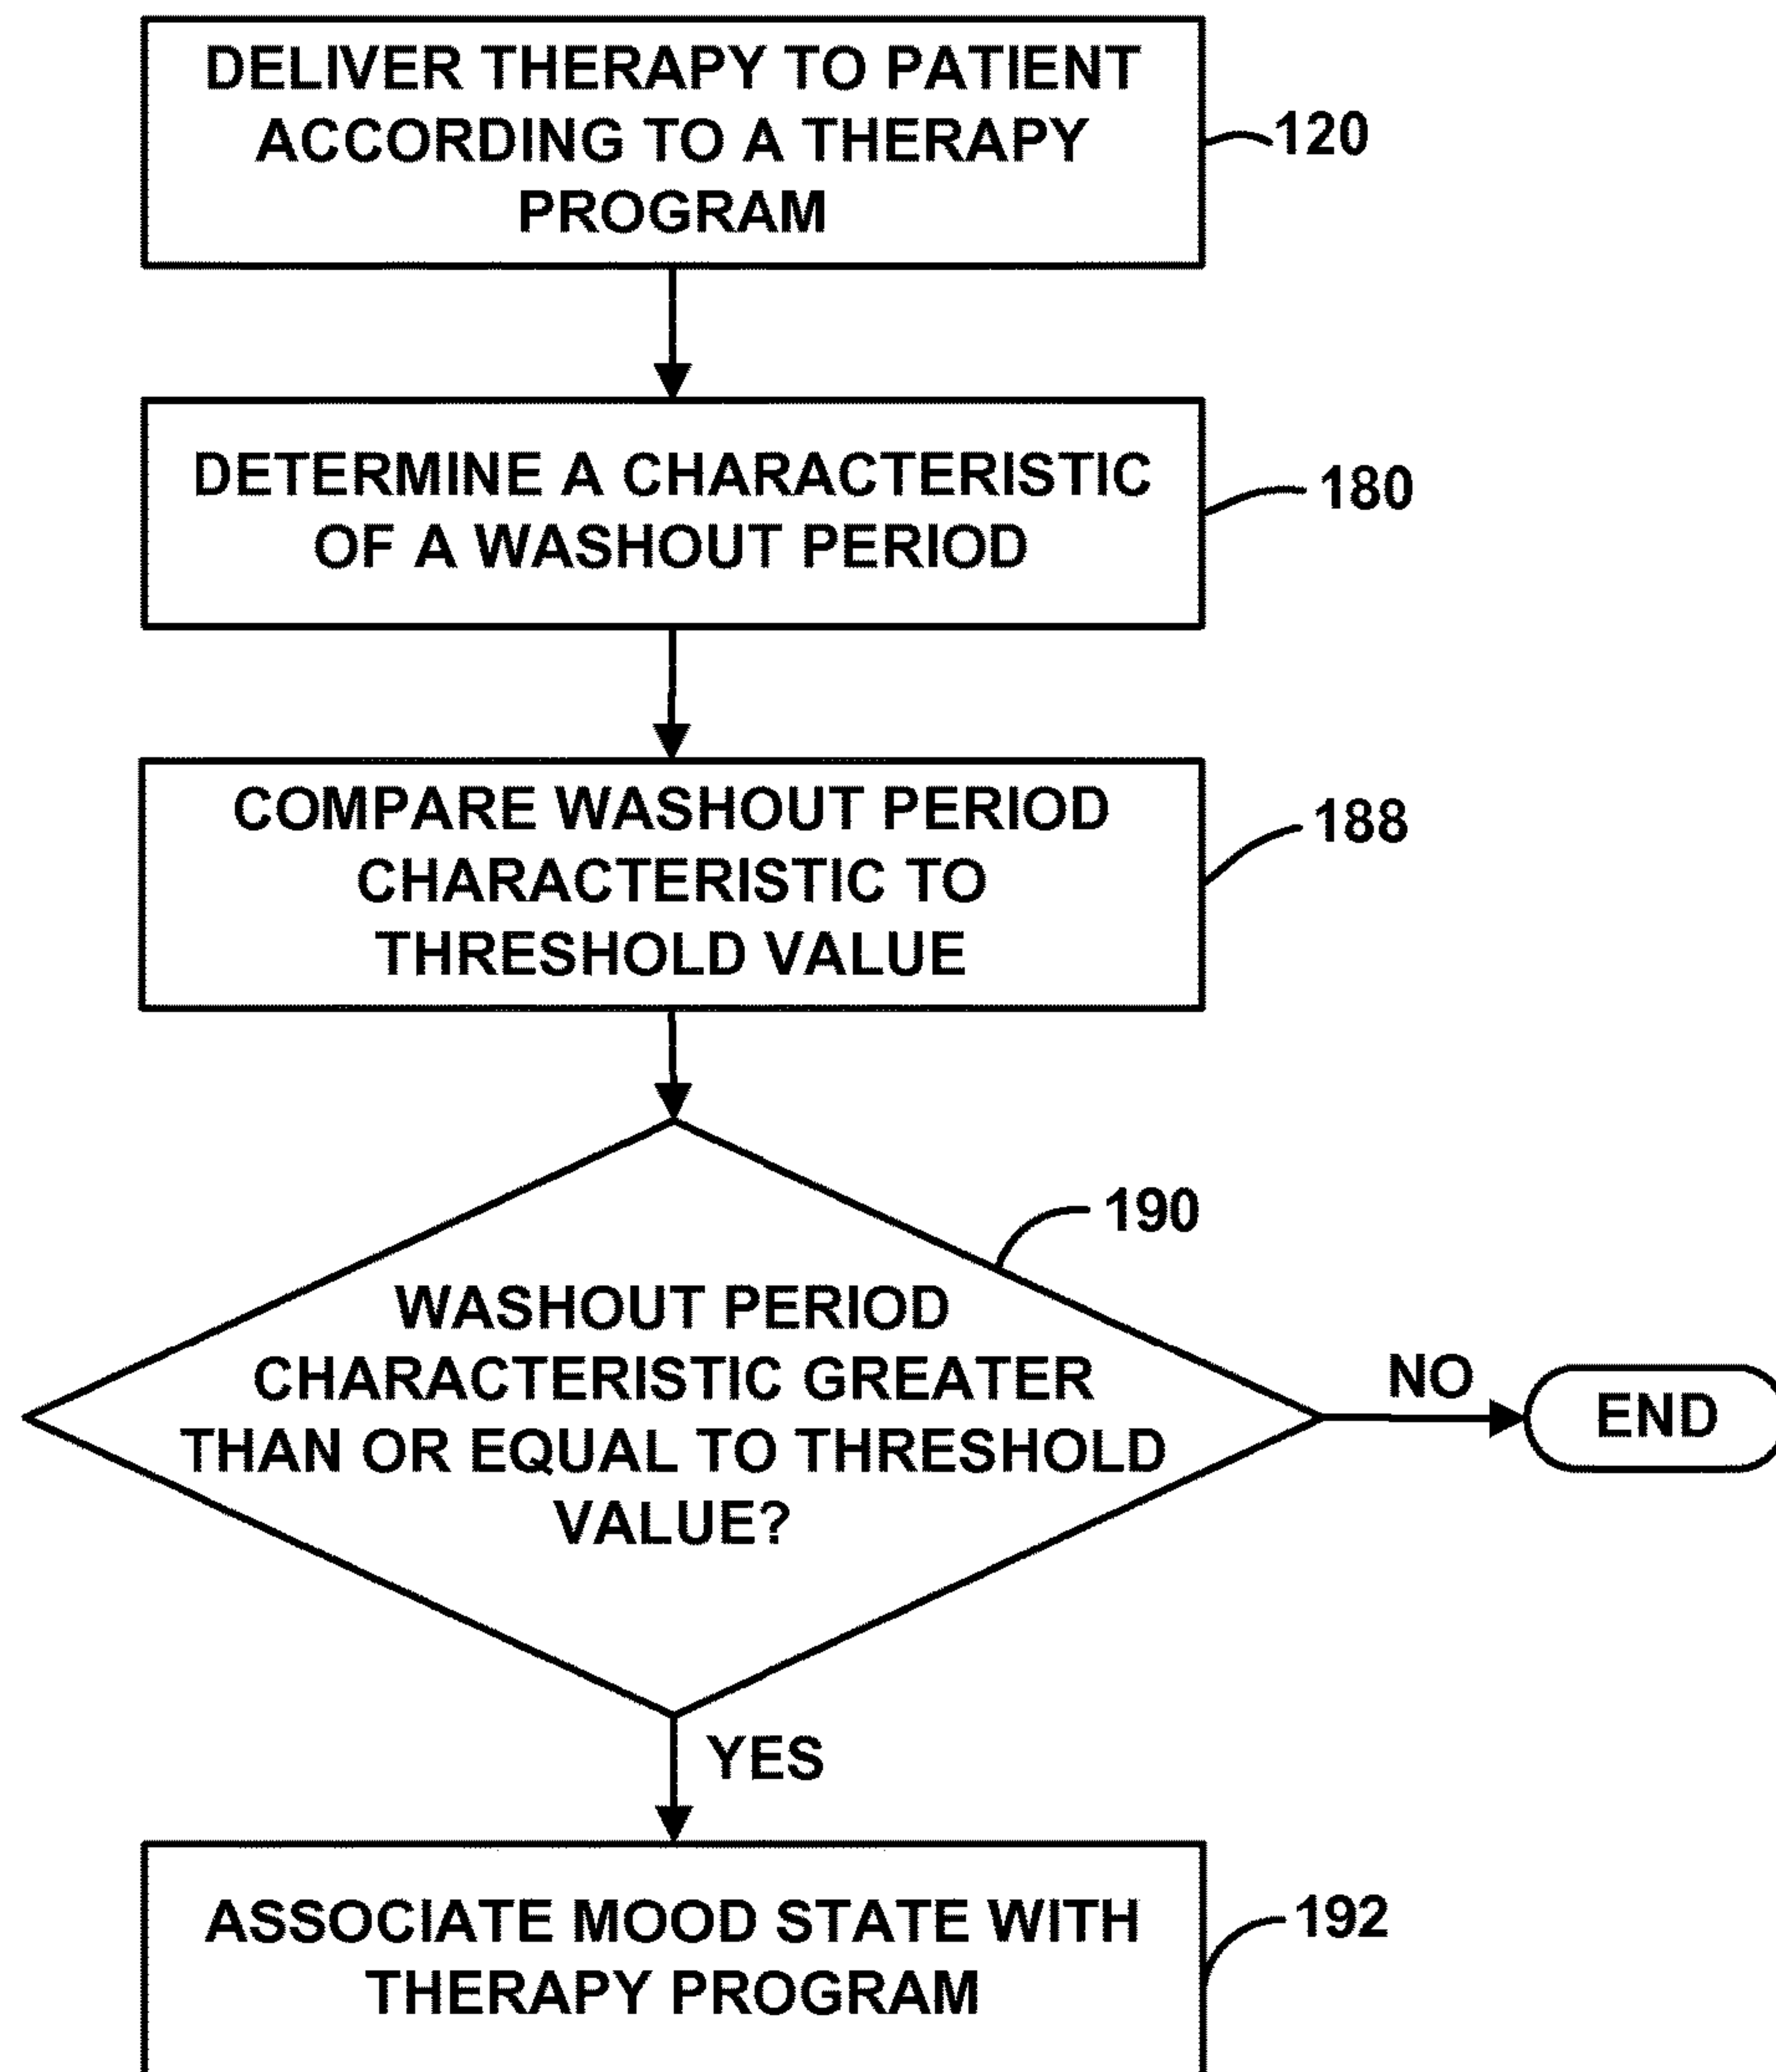 DELIVER THERAPY TO PATIENT
ACCORDING TO A THERAPY
PROGRAM
120
DETERMINE A CHARACTERISTIC
OF A WASHOUT PERIOD
180
COMPARE WASHOUT PERIOD
CHARACTERISTIC TO
THRESHOLD VALUE
188
190
WASHOUT PERIOD
CHARACTERISTIC GREATER
THAN OR EQUAL TO THRESHOLD
VALUE?
NO
END
YES
ASSOCIATE MOOD STATE WITH
THERAPY PROGRAM
192